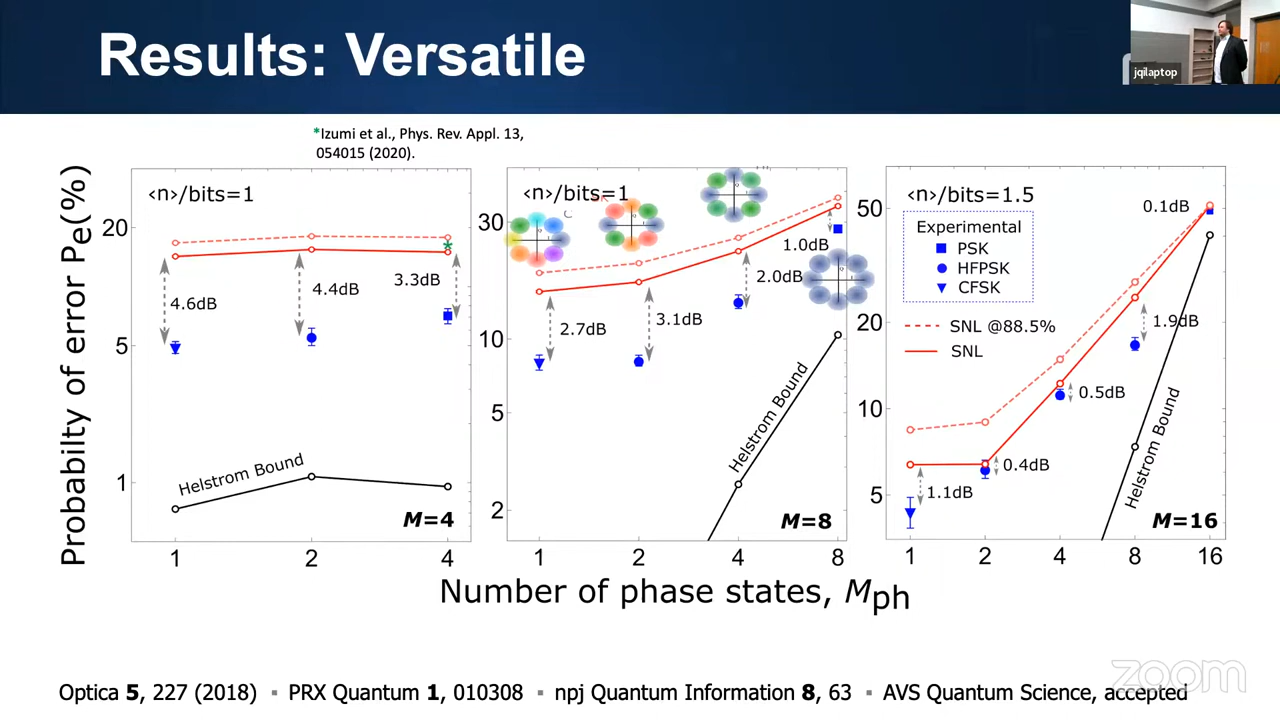 Results: Versatile
jqilaptop
*Izumi et al., Phys. Rev. Appl. 13,
054015 (2020).
Probabilty of error Pe(%)
‹n›/bits=1
20
5
1
4.6dB
4.4dB
3.3dB
*
Helstrom Bound
M=4
1 2 4
‹n›/bits=1
30
10
5
2
2.7dB
3.1dB
2.0dB
1.0dB
Helstrom Bound
M=8
1 2 4 8
‹n›/bits=1.5
50
20
10
5
Experimental
PSK
HFPSK
CFSK
SNL @88.5%
SNL
0.1dB
1.9dB
0.5dB
0.4dB
1.1dB
Helstrom Bound
M=16
1 2 4 8 16
Number of phase states, Mph
zoom
Optica 5, 227 (2018) ▪ PRX Quantum 1, 010308 ▪ npj Quantum Information 8, 63 ▪ AVS Quantum Science, accepted